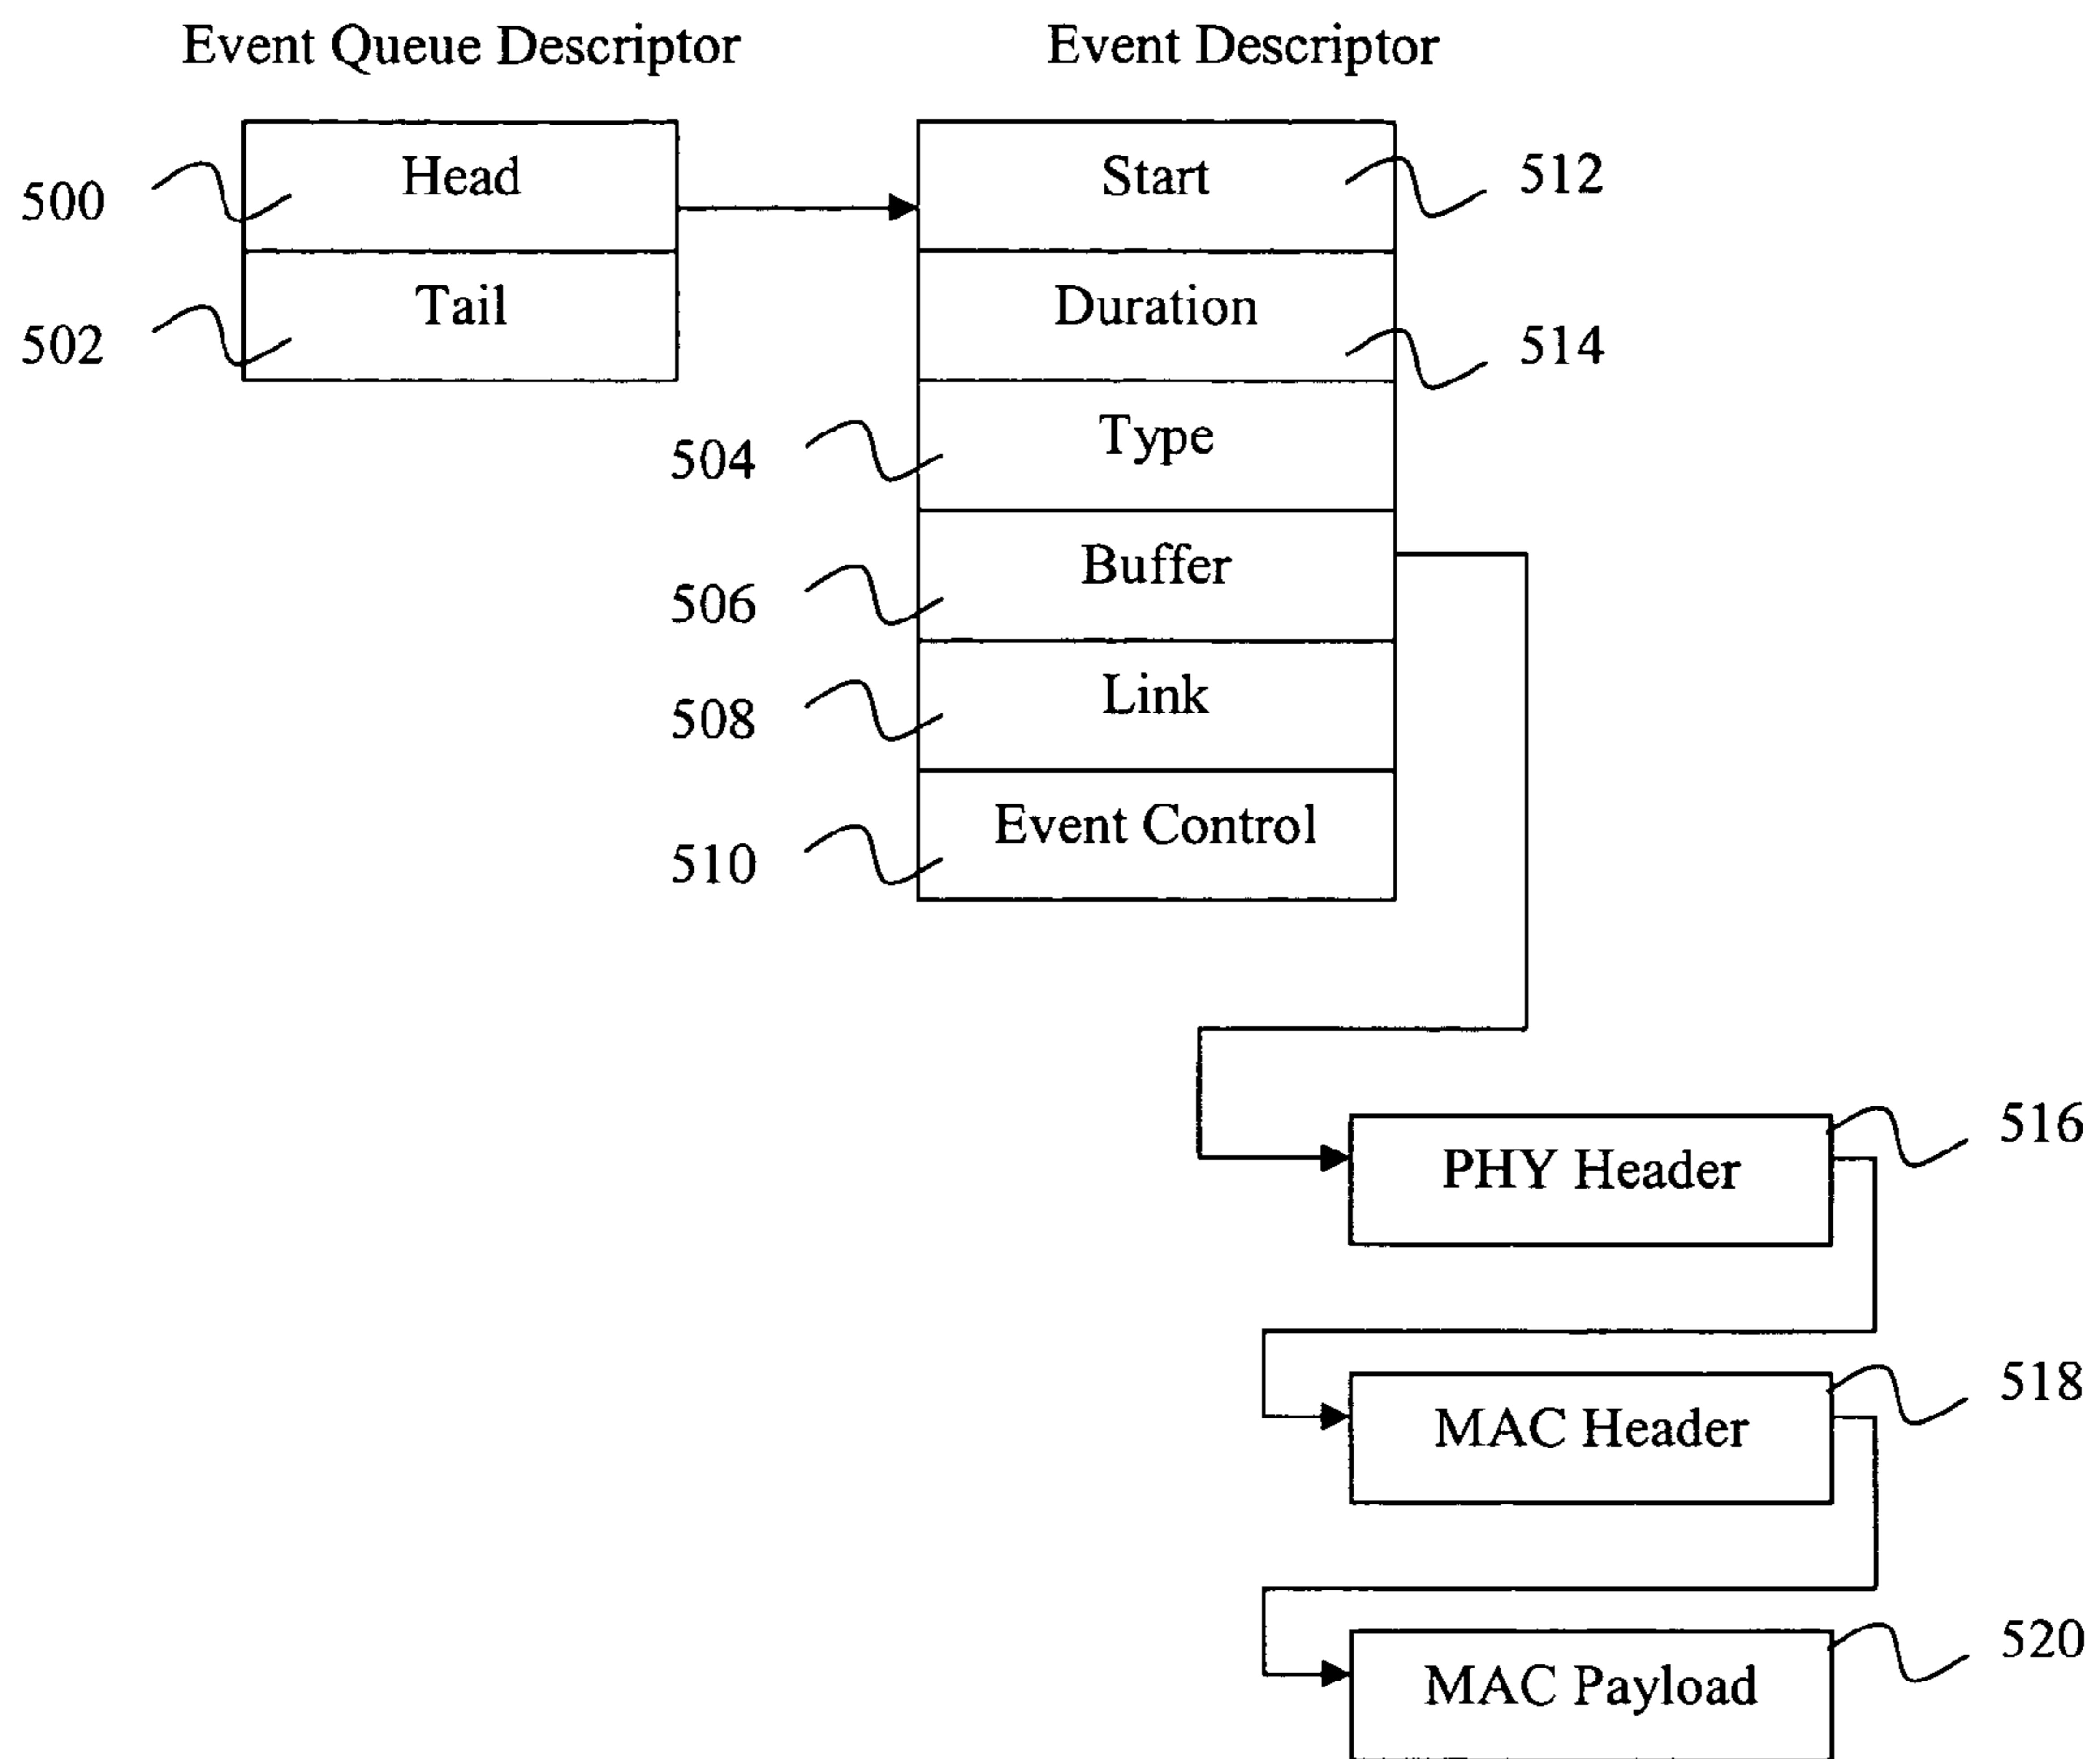 Event Queue Descriptor
Event Descriptor
500
Head
Start
512
502
Tail
Duration
514
504
Type
506
Buffer
508
Link
510
Event Control
516
PHY Header
518
MAC Header
520
MAC Payload